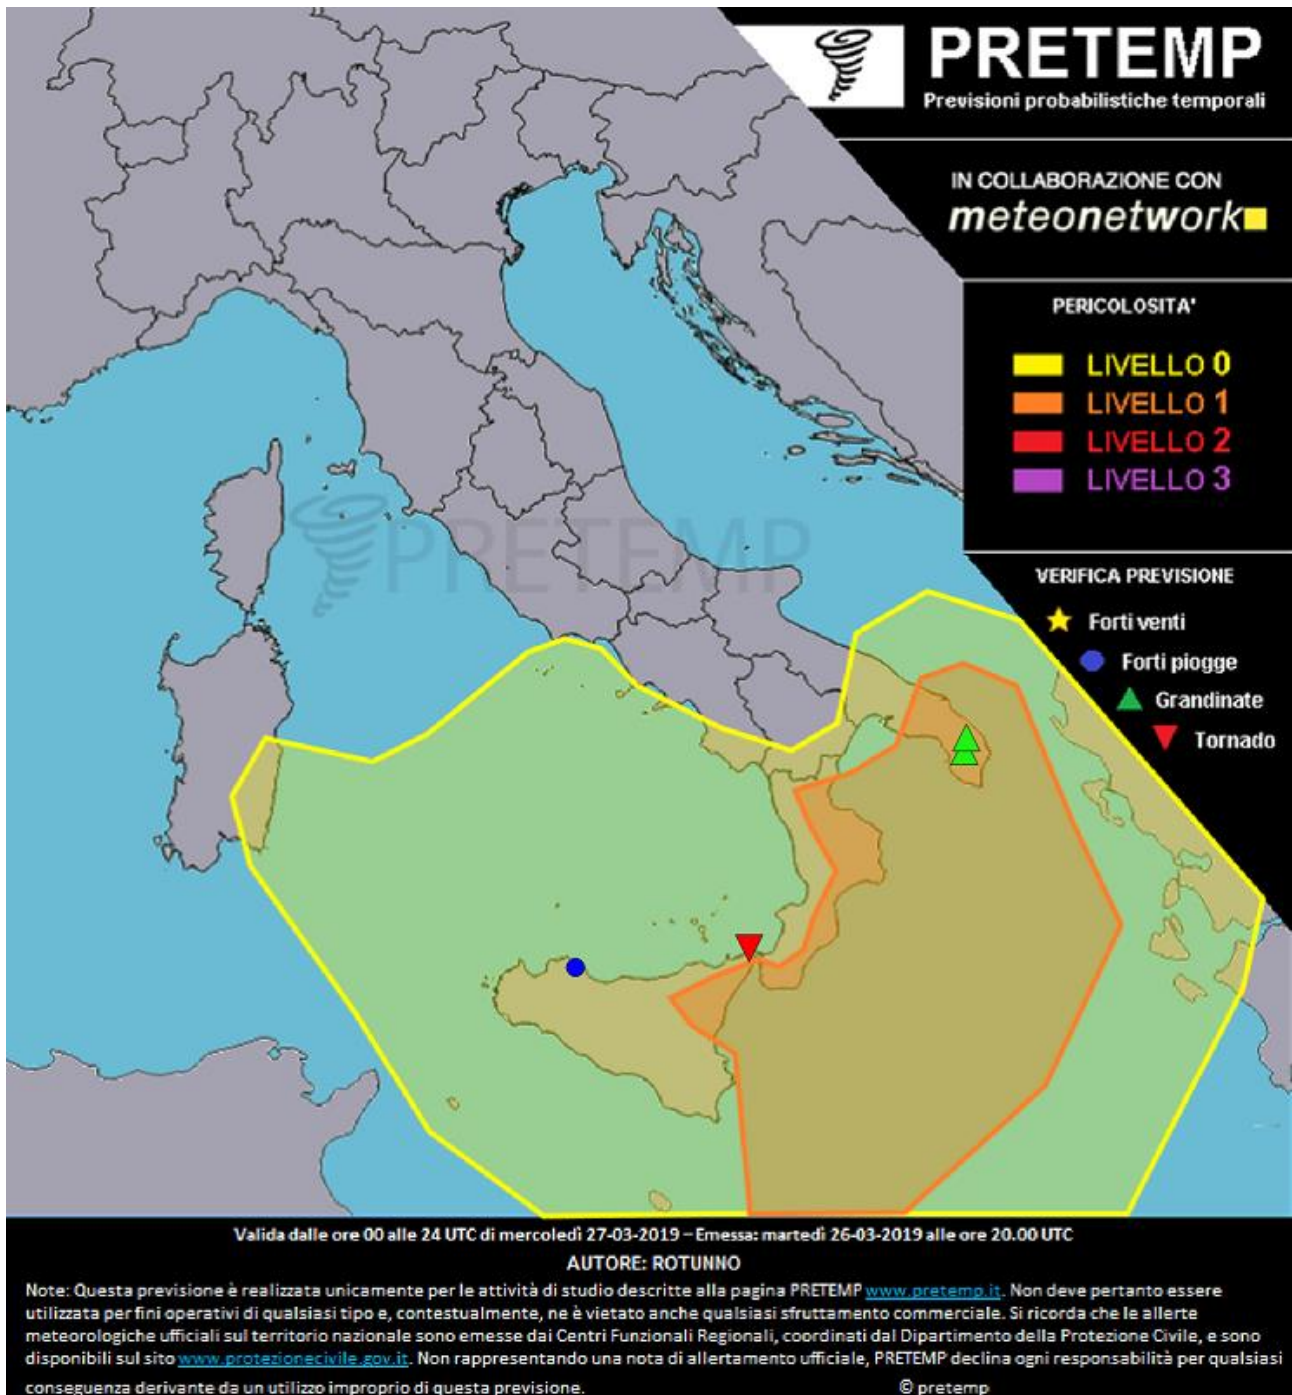 PRETEMP
Previsioni probabilistiche temporali
IN COLLABORAZIONE CON
meteonetwork
PERICOLOSITA'
LIVELLO 0
LIVELLO 1
LIVELLO 2
LIVELLO 3
PRETEMP
VERIFICA PREVISIONE
Forti venti
Forti piogge
Grandinate
Tornado
Valida dalle ore 00 alle 24 UTC di mercoledì 27-03-2019 – Emessa: martedì 26-03-2019 alle ore 20.00 UTC
AUTORE: ROTUNNO
Note: Questa previsione è realizzata unicamente per le attività di studio descritte alla pagina PRETEMP www.pretemp.it. Non deve pertanto essere
utilizzata per fini operativi di qualsiasi tipo e, contestualmente, ne è vietato anche qualsiasi sfruttamento commerciale. Si ricorda che le allerte
meteorologiche ufficiali sul territorio nazionale sono emesse dai Centri Funzionali Regionali, coordinati dal Dipartimento della Protezione Civile, e sono
disponibili sul sito www.protezionecivile.gov.it. Non rappresentando una nota di allertamento ufficiale, PRETEMP declina ogni responsabilità per qualsiasi
conseguenza derivante da un utilizzo improprio di questa previsione. © pretemp